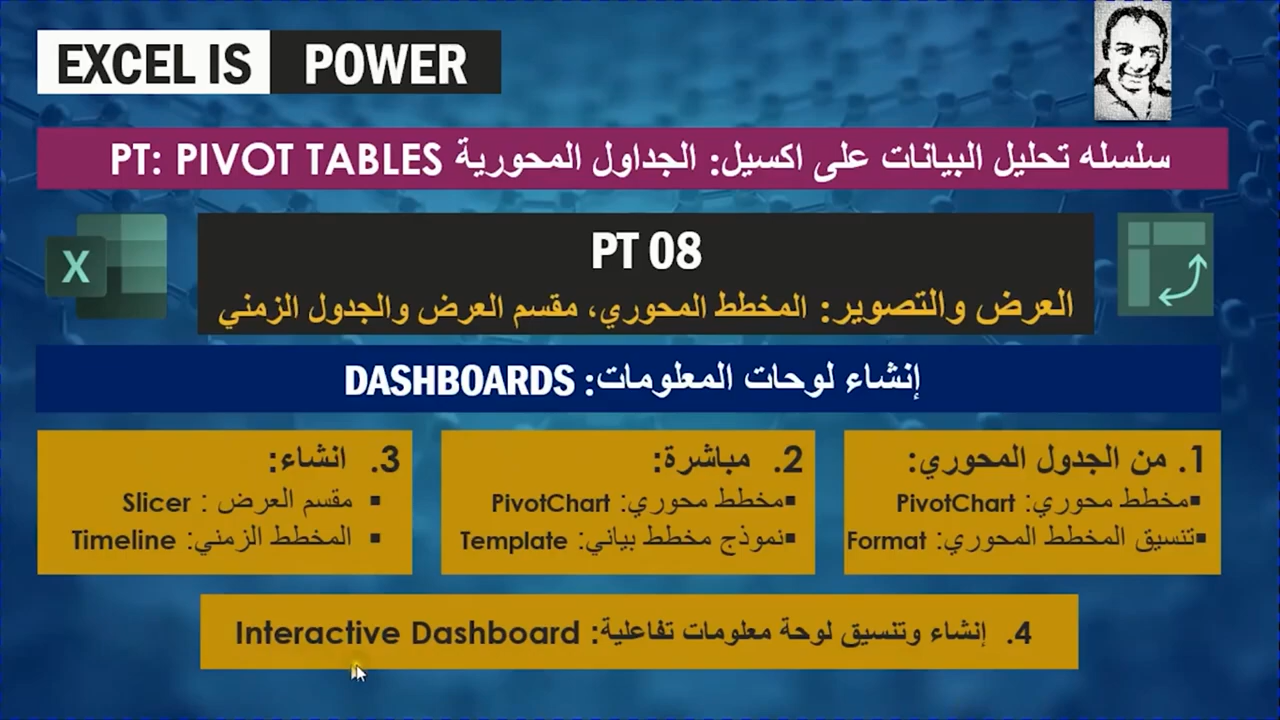 EXCEL IS POWER
سلسله تحليل البيانات على اكسيل: الجداول المحورية PT: PIVOT TABLES
X
PT 08
العرض والتصوير: المخطط المحوري، مقسم العرض والجدول الزمني
إنشاء لوحات المعلومات: DASHBOARDS
1. من الجدول المحوري:
▪مخطط محوري: PivotChart
▪تنسيق المخطط المحوري: Format
2. مباشرة:
▪مخطط محوري: PivotChart
▪نموذج مخطط بياني: Template
3. انشاء:
▪ مقسم العرض : Slicer
▪ المخطط الزمني: Timeline
4. إنشاء وتنسيق لوحة معلومات تفاعلية: Interactive Dashboard